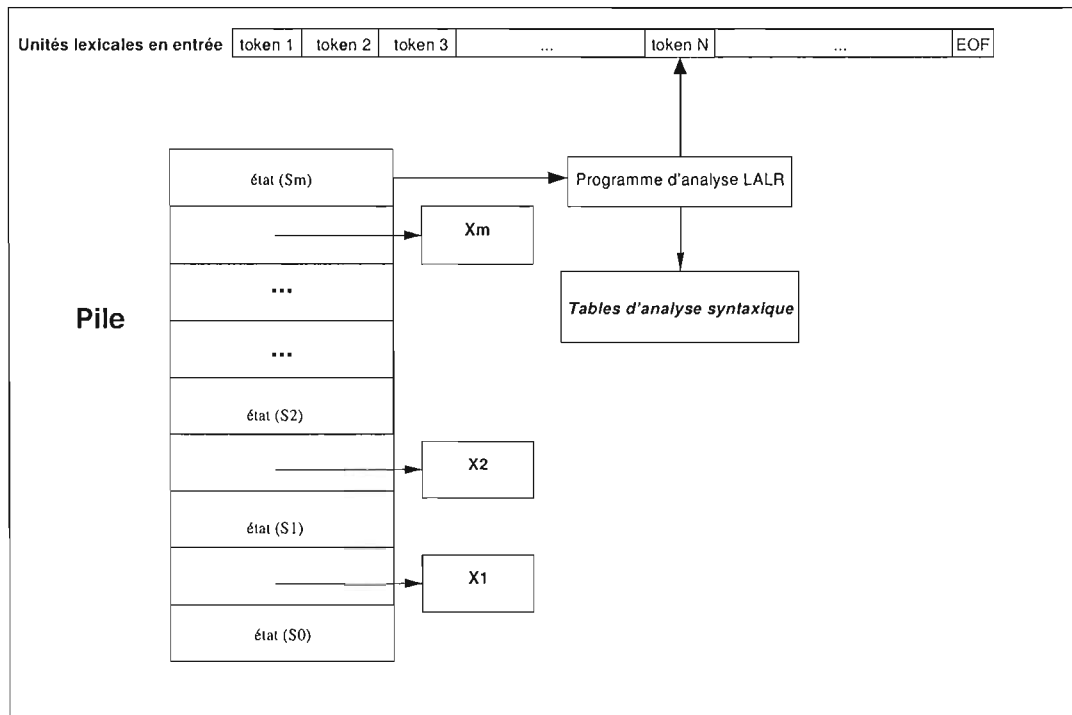 Unités lexicales en entrée token 1 token 2 token 3 ... token N ... EOF
état (Sm)
Programme d'analyse LALR
Xm
...
Tables d'analyse syntaxique
Pile
...
état (S2)
X2
état (S1)
X1
état (S0)